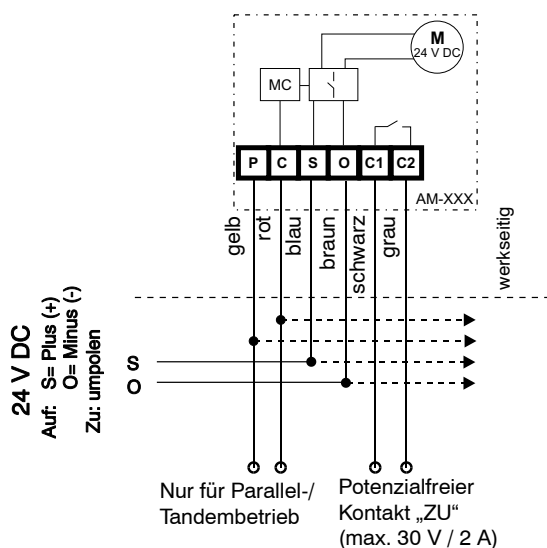 M
24 V DC
MC
P C S O C1 C2
AM-XXX
gelb
rot
blau
braun
schwarz
grau
werkseitig
24 V DC
Auf: S= Plus (+)
O= Minus (-)
Zu: umpolen
S
O
Nur für Parallel-/
Tandembetrieb
Potenzialfreier
Kontakt „ZU“
(max. 30 V / 2 A)